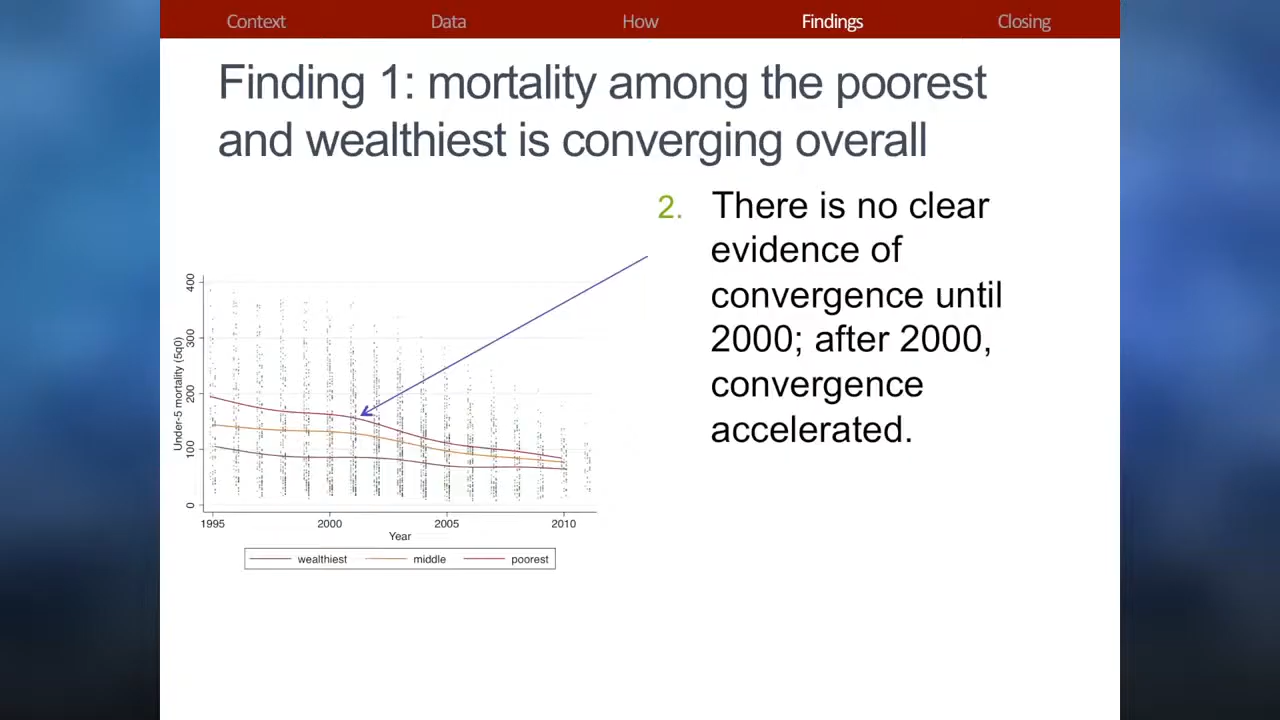 Context Data How Findings Closing
Finding 1: mortality among the poorest
and wealthiest is converging overall
2. There is no clear
evidence of
convergence until
2000; after 2000,
convergence
accelerated.
Under-5 mortality (5q0)
400
300
200
100
0
1995 2000 2005 2010
Year
wealthiest middle poorest